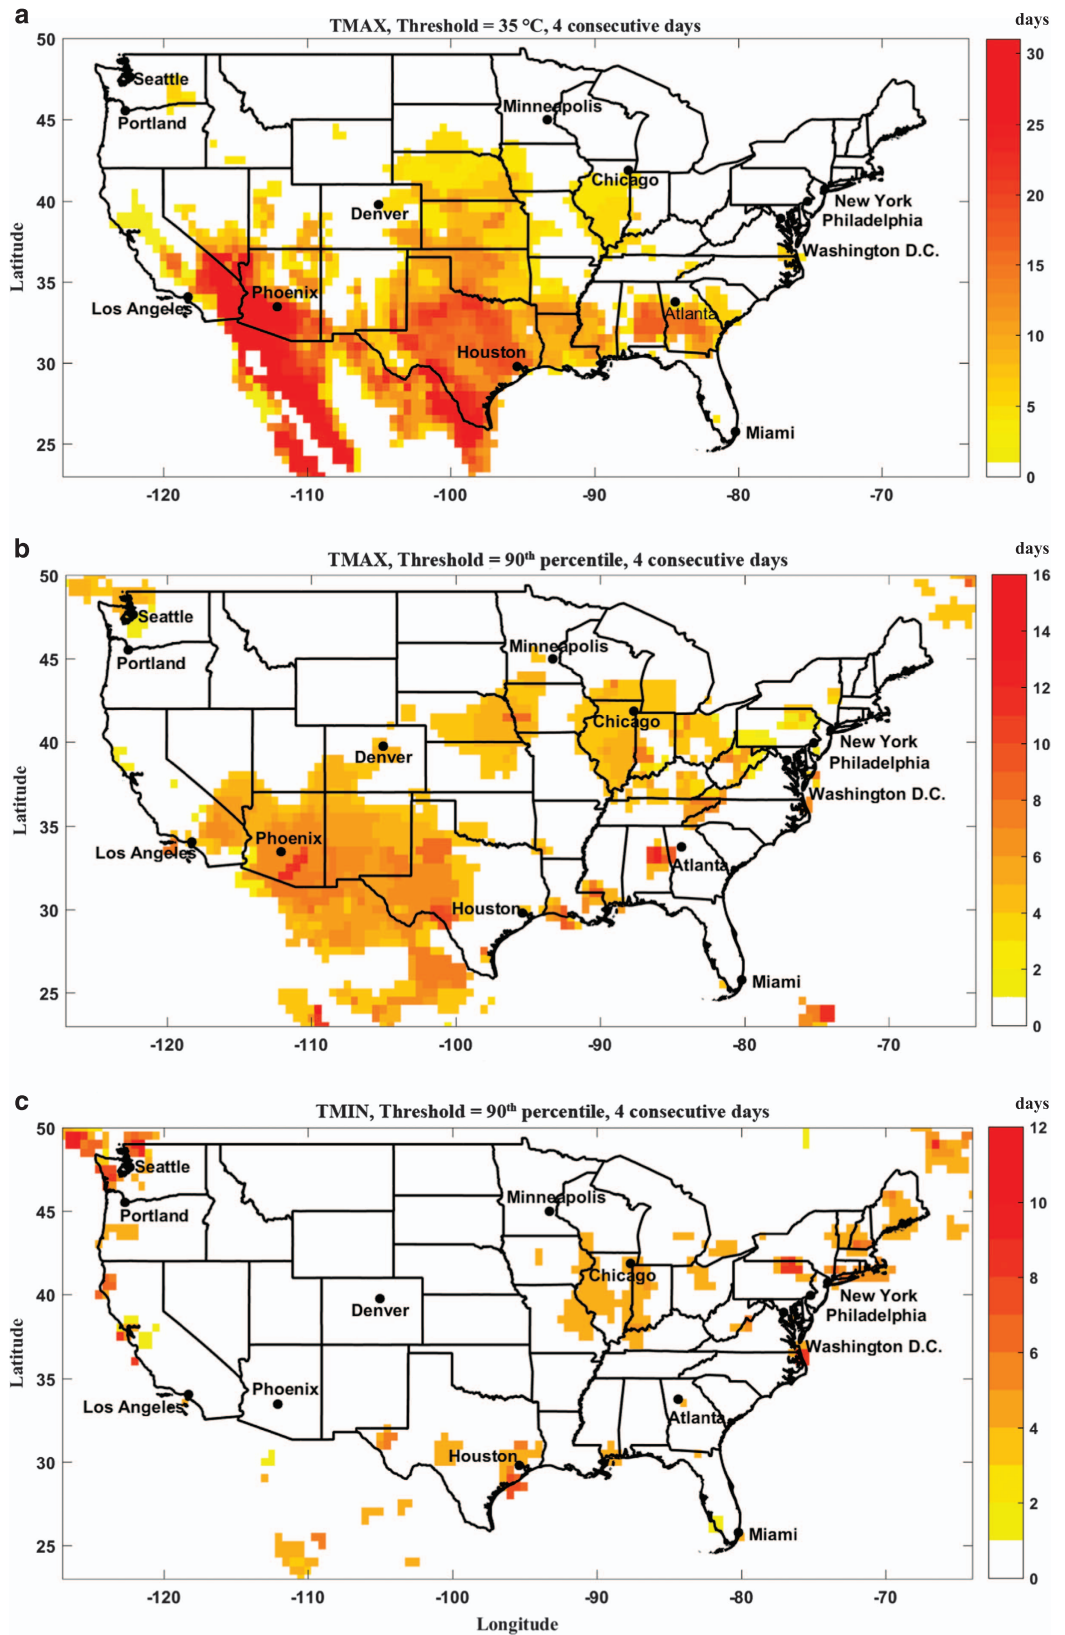 a
TMAX, Threshold = 35 °C, 4 consecutive days
days
50
45
40
35
30
25
Latitude
Seattle
Portland
Minneapolis
Chicago
Denver
New York
Philadelphia
Washington D.C.
Los Angeles
Phoenix
Atlanta
Houston
Miami
30
25
20
15
10
5
0
-120
-110
-100
-90
-80
-70
b
TMAX, Threshold = 90th percentile, 4 consecutive days
days
50
45
40
35
30
25
Latitude
Seattle
Portland
Minneapolis
Chicago
Denver
New York
Philadelphia
Washington D.C.
Los Angeles
Phoenix
Atlanta
Houston
Miami
16
14
12
10
8
6
4
2
0
-120
-110
-100
-90
-80
-70
c
TMIN, Threshold = 90th percentile, 4 consecutive days
days
50
45
40
35
30
25
Latitude
Seattle
Portland
Minneapolis
Chicago
Denver
New York
Philadelphia
Washington D.C.
Los Angeles
Phoenix
Atlanta
Houston
Miami
12
10
8
6
4
2
0
-120
-110
-100
-90
-80
-70
Longitude